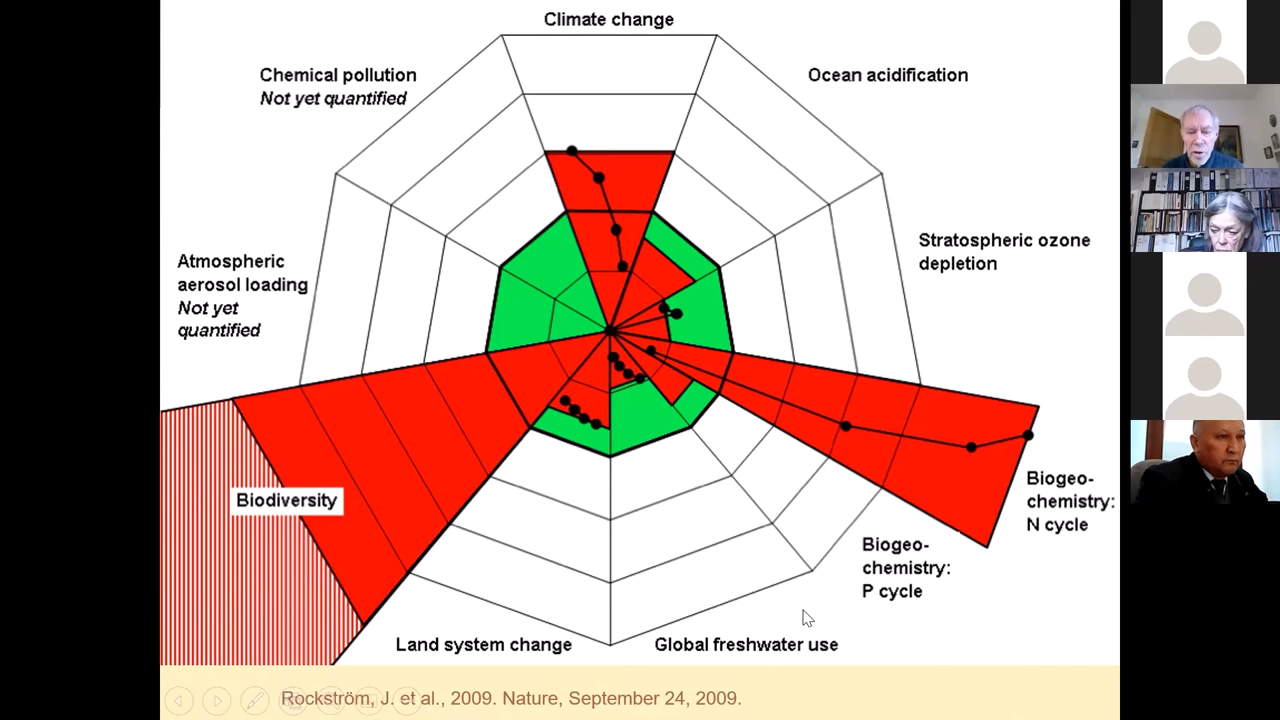 Climate change
Chemical pollution
Not yet quantified
Ocean acidification
Stratospheric ozone
depletion
Atmospheric
aerosol loading
Not yet
quantified
Biodiversity
Biogeo-
chemistry:
N cycle
Biogeo-
chemistry:
P cycle
Land system change
Global freshwater use
Rockström, J. et al., 2009. Nature, September 24, 2009.